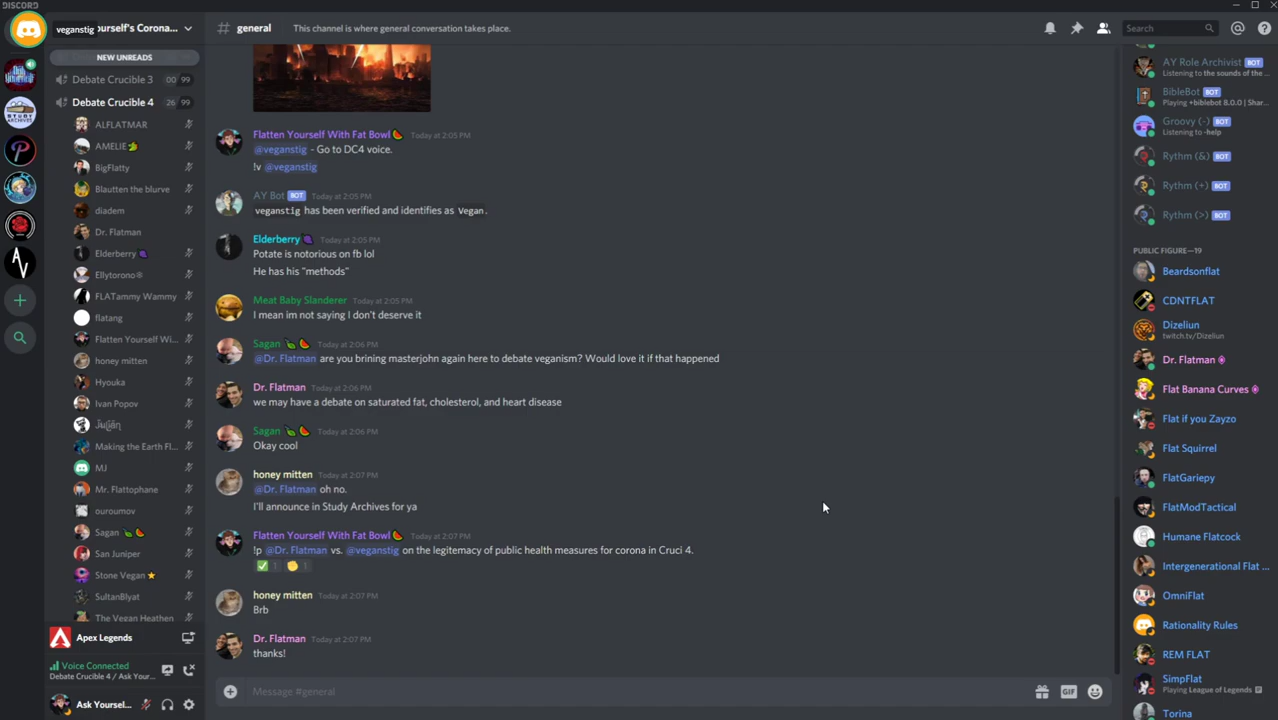 DISCORD
veganstig
ourself's Corona...
NEW UNREADS
Debate Crucible 3 00 99
Debate Crucible 4 26 99
ALFLATMAR
AMELIE
BigFlatty
Blautten the blurve
diadem
Dr. Flatman
Elderberry
Ellytorono®
FLATammy Wammy
flatang
Flatten Yourself Wi...
honey mitten
Hyouka
Ivan Popov
Making the Earth Fl...
MJ
Mr. Flattophane
ouroumov
Sagan
San Juniper
Stone Vegan
SultanBlyat
The Vegan Heathen
Apex Legends
Voice Connected
Debate Crucible 4 / Ask Your...
Ask Yoursel...
# general
This channel is where general conversation takes place.
Search
Flatten Yourself With Fat Bowl Today at 2:05 PM
@veganstig - Go to DC4 voice.
!v @veganstig
AY Bot BOT Today at 2:05 PM
veganstig has been verified and identifies as Vegan.
Elderberry Today at 2:05 PM
Potate is notorious on fb lol
He has his "methods"
Meat Baby Slanderer Today at 2:05 PM
I mean im not saying I don't deserve it
Sagan Today at 2:06 PM
@Dr. Flatman are you brining masterjohn again here to debate veganism? Would love it if that happened
Dr. Flatman Today at 2:06 PM
we may have a debate on saturated fat, cholesterol, and heart disease
Sagan Today at 2:06 PM
Okay cool
honey mitten Today at 2:07 PM
@Dr. Flatman oh no.
I'll announce in Study Archives for ya
Flatten Yourself With Fat Bowl Today at 2:07 PM
!p @Dr. Flatman vs. @veganstig on the legitemacy of public health measures for corona in Cruci 4.
1 1
honey mitten Today at 2:07 PM
Brb
Dr. Flatman Today at 2:07 PM
thanks!
Message #general
GIF
AY Role Archivist BOT
Listening to the sounds of the...
BibleBot BOT
Playing +biblebot 8.0.0 | Shar...
Groovy (-) BOT
Listening to -help
Rythm (&) BOT
Rythm (+) BOT
Rythm (>) BOT
PUBLIC FIGURE—19
Beardsonflat
CDNTFLAT
Dizeliun
twitch.tv/Dizeliun
Dr. Flatman
Flat Banana Curves
Flat if you Zayzo
Flat Squirrel
FlatGariepy
FlatModTactical
Humane Flatcock
Intergenerational Flat ...
OmniFlat
Rationality Rules
REM FLAT
SimpFlat
Playing League of Legends
Torina